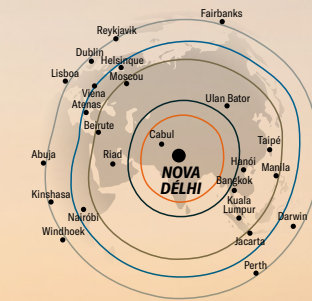 Fairbanks
Reykjavik
Dublin
Helsinque
Lisboa
Moscou
Viena
Atenas
Ulan Bator
Beirute
Cabul
Taipé
Abuja
Riad
Hanói
NOVA
DÉLHI
Manila
Bangkok
Kinshasa
Kuala
Lumpur
Nairóbi
Darwin
Windhoek
Jacarta
Perth